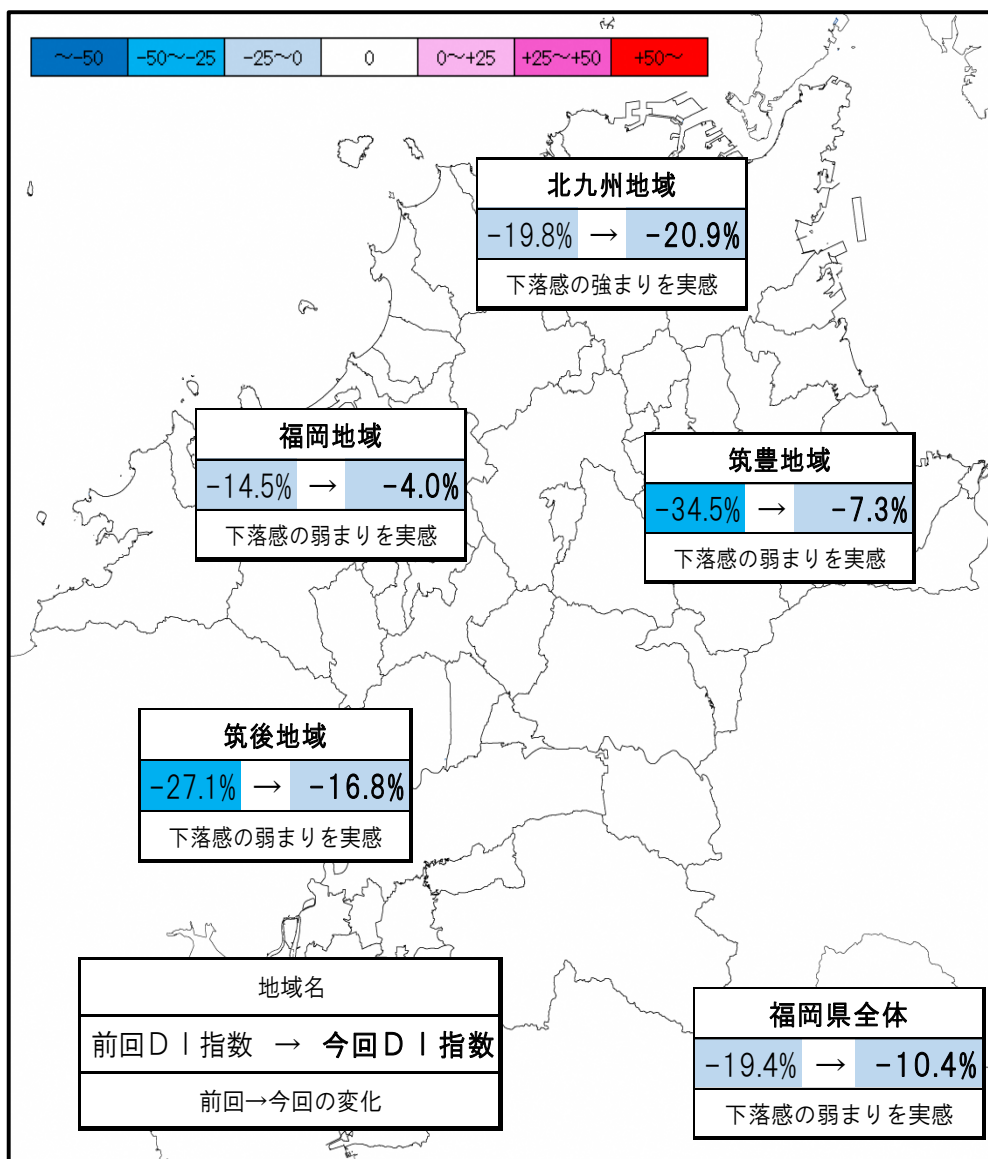 ～-50 -50～-25 -25～0 0 0～+25 +25～+50 +50～
北九州地域
-19.8% → -20.9%
下落感の強まりを実感
福岡地域
-14.5% → -4.0%
下落感の弱まりを実感
筑豊地域
-34.5% → -7.3%
下落感の弱まりを実感
筑後地域
-27.1% → -16.8%
下落感の弱まりを実感
地域名
前回ＤＩ指数 → 今回ＤＩ指数
前回→今回の変化
福岡県全体
-19.4% → -10.4%
下落感の弱まりを実感